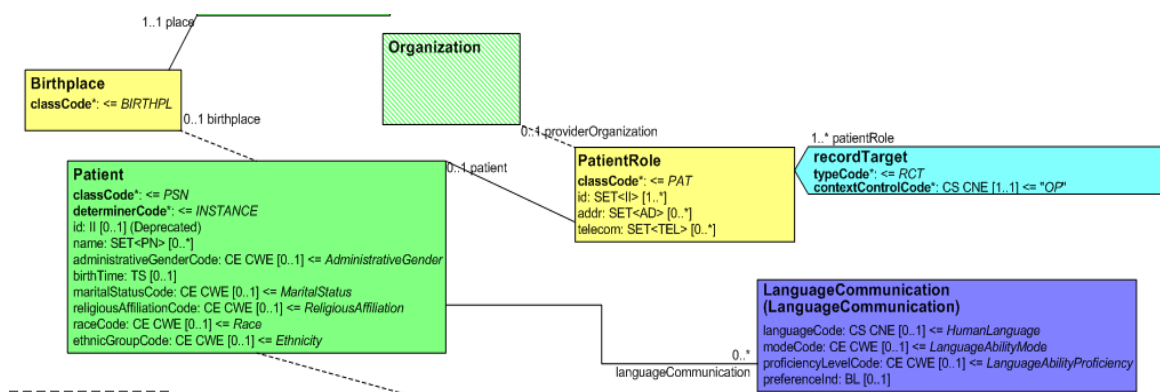 1..1 place
Organization
Birthplace
classCode*: <= BIRTHPL
0..1 birthplace
0..1 providerOrganization
1..* patientRole
Patient
classCode*: <= PSN
determinerCode*: <= INSTANCE
id: II [0..1] (Deprecated)
name: SET<PN> [0..*]
administrativeGenderCode: CE CWE [0..1] <= AdministrativeGender
birthTime: TS [0..1]
maritalStatusCode: CE CWE [0..1] <= MaritalStatus
religiousAffiliationCode: CE CWE [0..1] <= ReligiousAffiliation
raceCode: CE CWE [0..1] <= Race
ethnicGroupCode: CE CWE [0..1] <= Ethnicity
0..1 patient
PatientRole
classCode*: <= PAT
id: SET<II> [1..*]
addr: SET<AD> [0..*]
telecom: SET<TEL> [0..*]
recordTarget
typeCode*: <= RCT
contextControlCode*: CS CNE [1..1] <= "OP"
LanguageCommunication
(LanguageCommunication)
languageCode: CS CNE [0..1] <= HumanLanguage
modeCode: CE CWE [0..1] <= LanguageAbilityMode
proficiencyLevelCode: CE CWE [0..1] <= LanguageAbilityProficiency
preferenceInd: BL [0..1]
0..*
languageCommunication